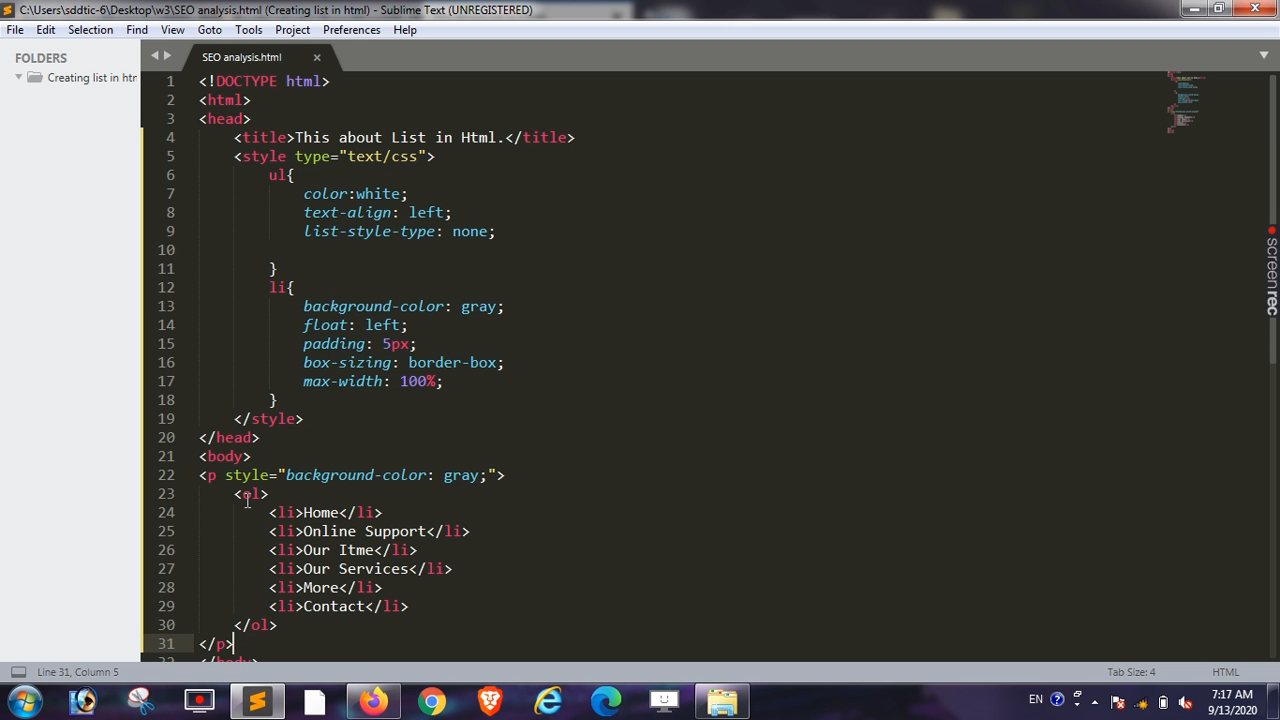 C:\Users\sddtic-6\Desktop\w3\SEO analysis.html (Creating list in html) - Sublime Text (UNREGISTERED)
File Edit Selection Find View Goto Tools Project Preferences Help
FOLDERS
Creating list in htr
SEO analysis.html
1 <!DOCTYPE html>
2 <html>
3 <head>
4 <title>This about List in Html.</title>
5 <style type="text/css">
6 ul{
7 color:white;
8 text-align: left;
9 list-style-type: none;
10
11 }
12 li{
13 background-color: gray;
14 float: left;
15 padding: 5px;
16 box-sizing: border-box;
17 max-width: 100%;
18 }
19 </style>
20 </head>
21 <body>
22 <p style="background-color: gray;">
23 <ol>
24 <li>Home</li>
25 <li>Online Support</li>
26 <li>Our Itme</li>
27 <li>Our Services</li>
28 <li>More</li>
29 <li>Contact</li>
30 </ol>
31 </p>
32 </body>
screenrec
Line 31, Column 5
Tab Size: 4
HTML
EN
7:17 AM
9/13/2020